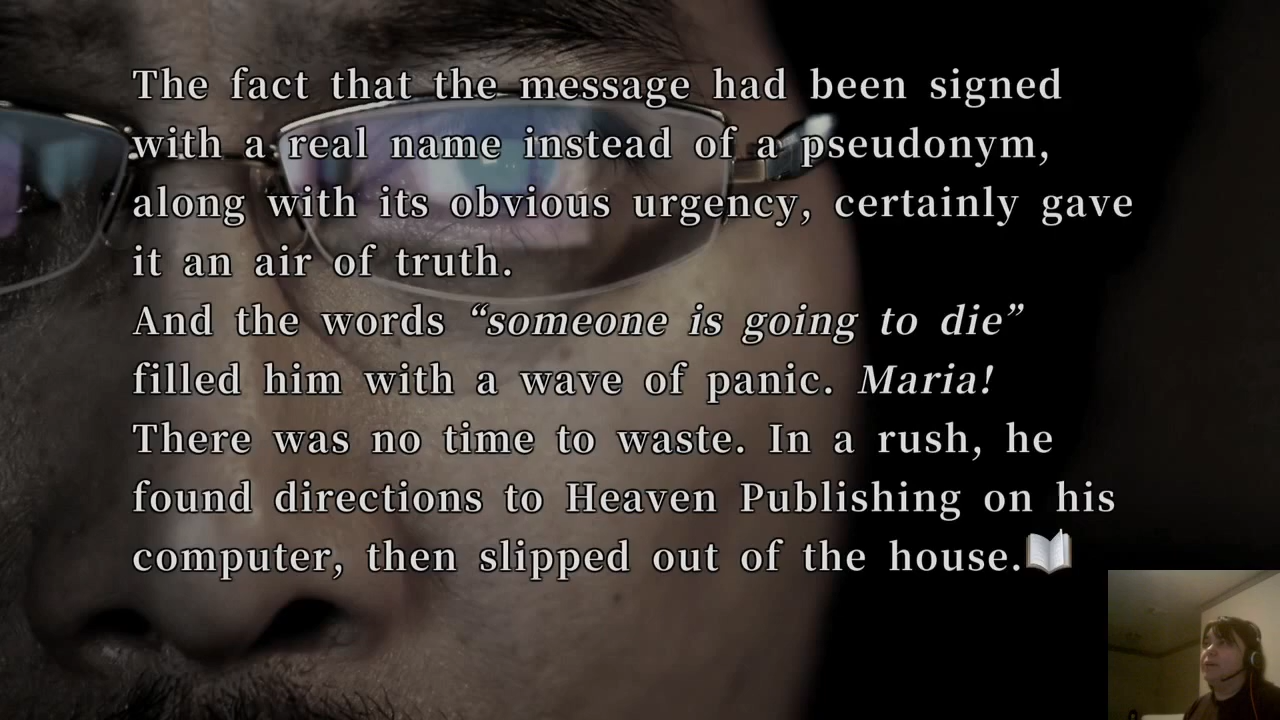 The fact that the message had been signed
with a real name instead of a pseudonym,
along with its obvious urgency, certainly gave
it an air of truth.
And the words “someone is going to die”
filled him with a wave of panic. Maria!
There was no time to waste. In a rush, he
found directions to Heaven Publishing on his
computer, then slipped out of the house.